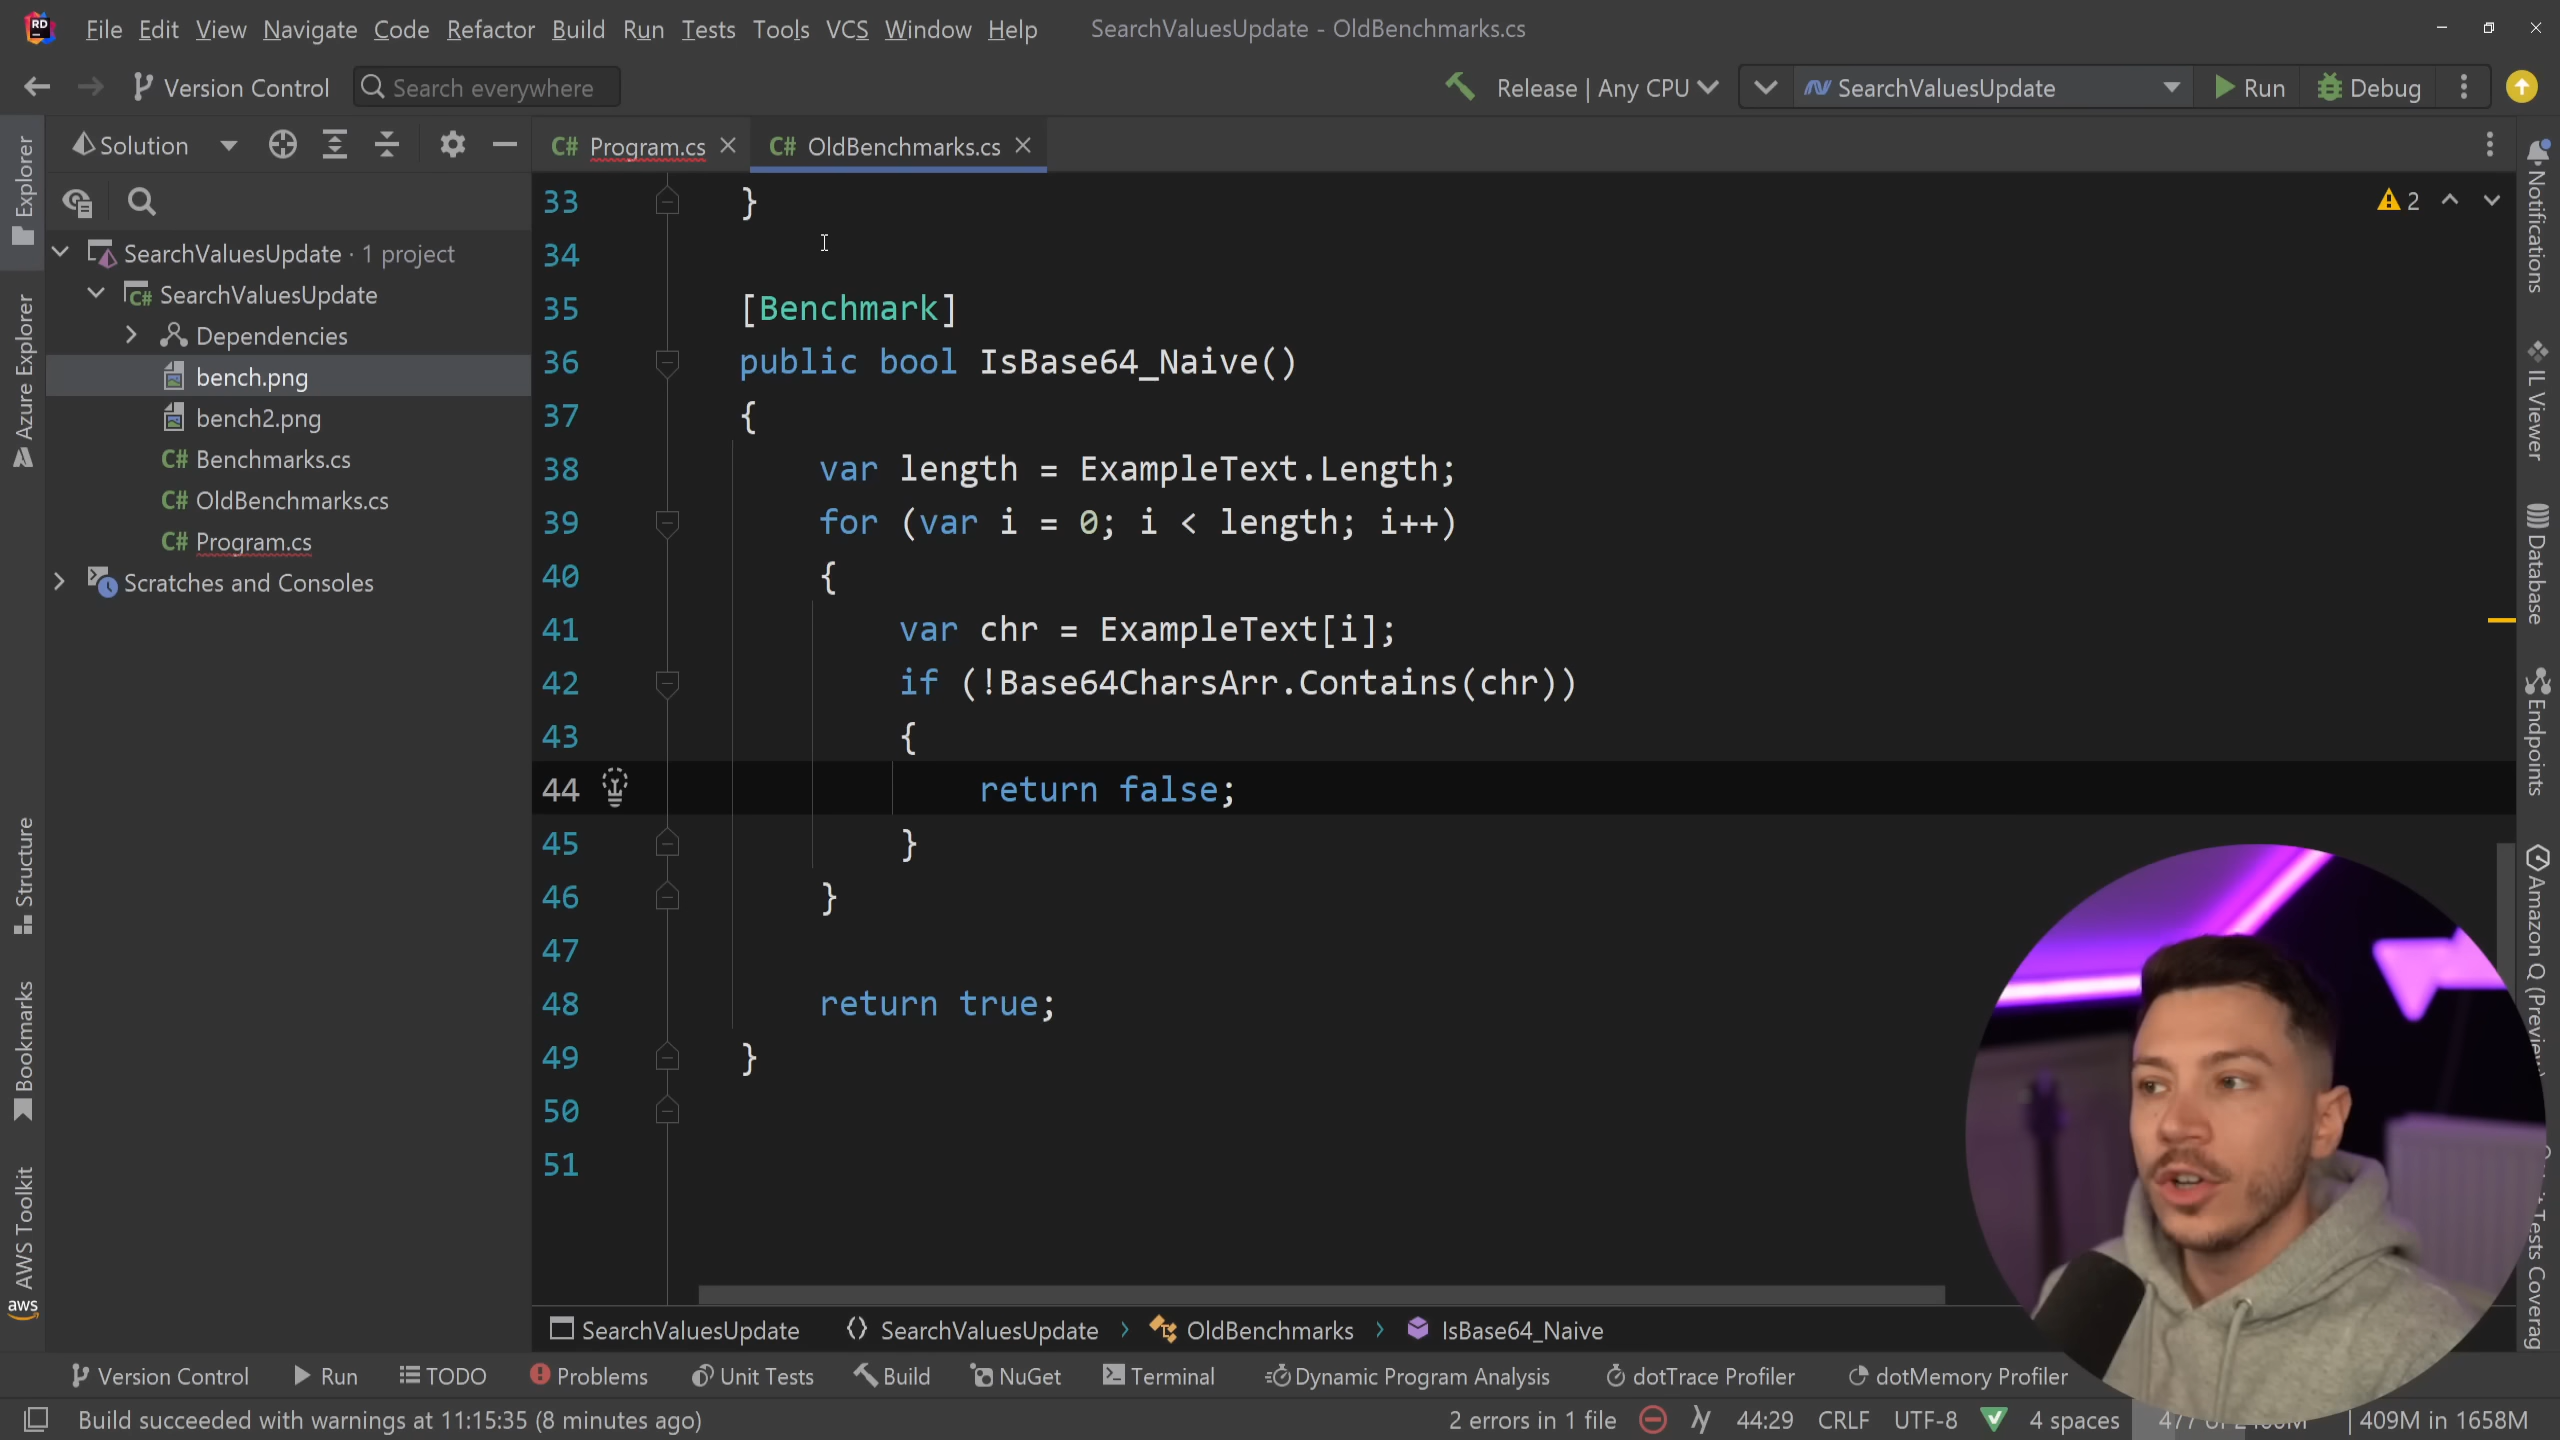 File Edit View Navigate Code Refactor Build Run Tests Tools VCS Window Help SearchValuesUpdate - OldBenchmarks.cs
Version Control Search everywhere Release | Any CPU SearchValuesUpdate Run Debug
Solution
C# Program.cs C# OldBenchmarks.cs
SearchValuesUpdate · 1 project
SearchValuesUpdate
Dependencies
bench.png
bench2.png
C# Benchmarks.cs
C# OldBenchmarks.cs
C# Program.cs
Scratches and Consoles
Explorer
Azure Explorer
Structure
Bookmarks
AWS Toolkit
aws
2
33 }
34
35 [Benchmark]
36 public bool IsBase64_Naive()
37 {
38 var length = ExampleText.Length;
39 for (var i = 0; i < length; i++)
40 {
41 var chr = ExampleText[i];
42 if (!Base64CharsArr.Contains(chr))
43 {
44 return false;
45 }
46 }
47
48 return true;
49 }
50
51
Notifications
IL Viewer
Database
Endpoints
Amazon Q (Preview)
Tests Coverag
SearchValuesUpdate SearchValuesUpdate OldBenchmarks IsBase64_Naive
Version Control Run TODO Problems Unit Tests Build NuGet Terminal Dynamic Program Analysis dotTrace Profiler dotMemory Profiler
Build succeeded with warnings at 11:15:35 (8 minutes ago) 2 errors in 1 file 44:29 CRLF UTF-8 4 spaces 409M in 1658M